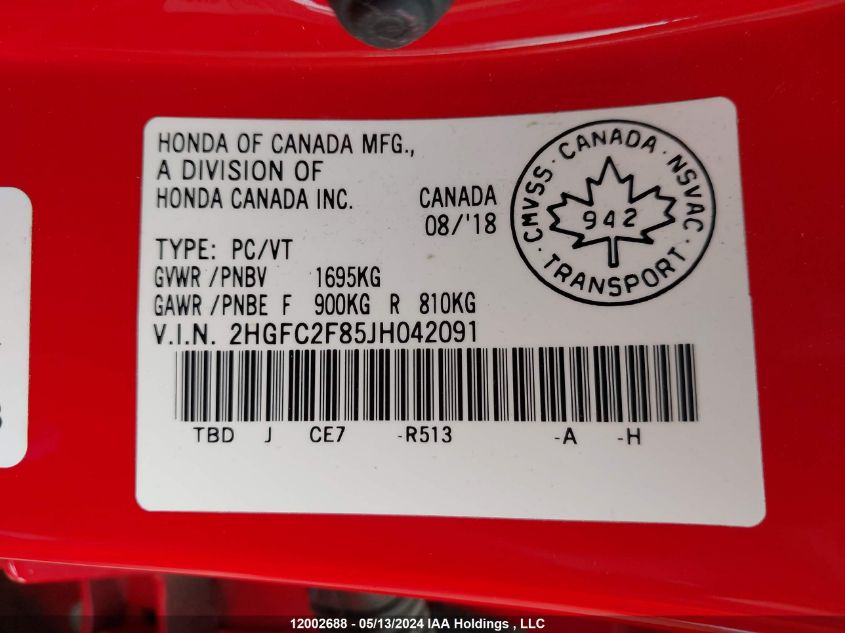 HONDA OF CANADA MFG.,
A DIVISION OF
HONDA CANADA INC.
CANADA
08/'18
TYPE: PC/VT
GVWR /PNBV 1695KG
GAWR /PNBE F 900KG R 810KG
V.I.N. 2HGFC2F85JH042091
TBD J CE7 -R513 -A -H
CMVSS · CANADA · NSVAC · TRANSPORT ·
942
12002688 - 05/13/2024 IAA Holdings , LLC